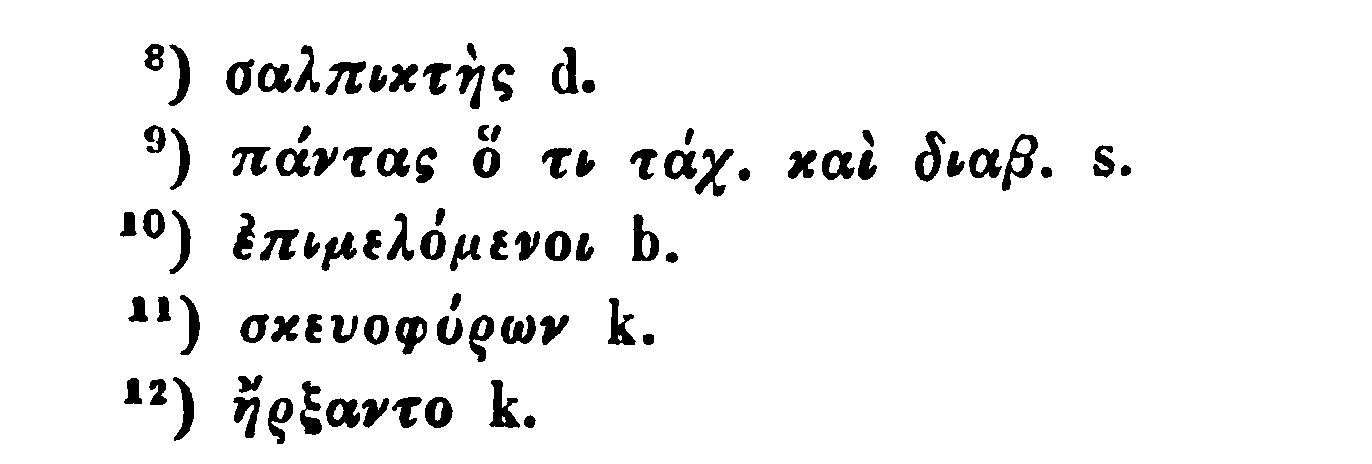 ⁸) σαλπικτὴς d.
⁹) πάντας ὅ τι τάχ. καὶ διαβ. s.
¹⁰) ἐπιμελόμενοι b.
¹¹) σκευοφόρων k.
¹²) ἤρξαντο k.